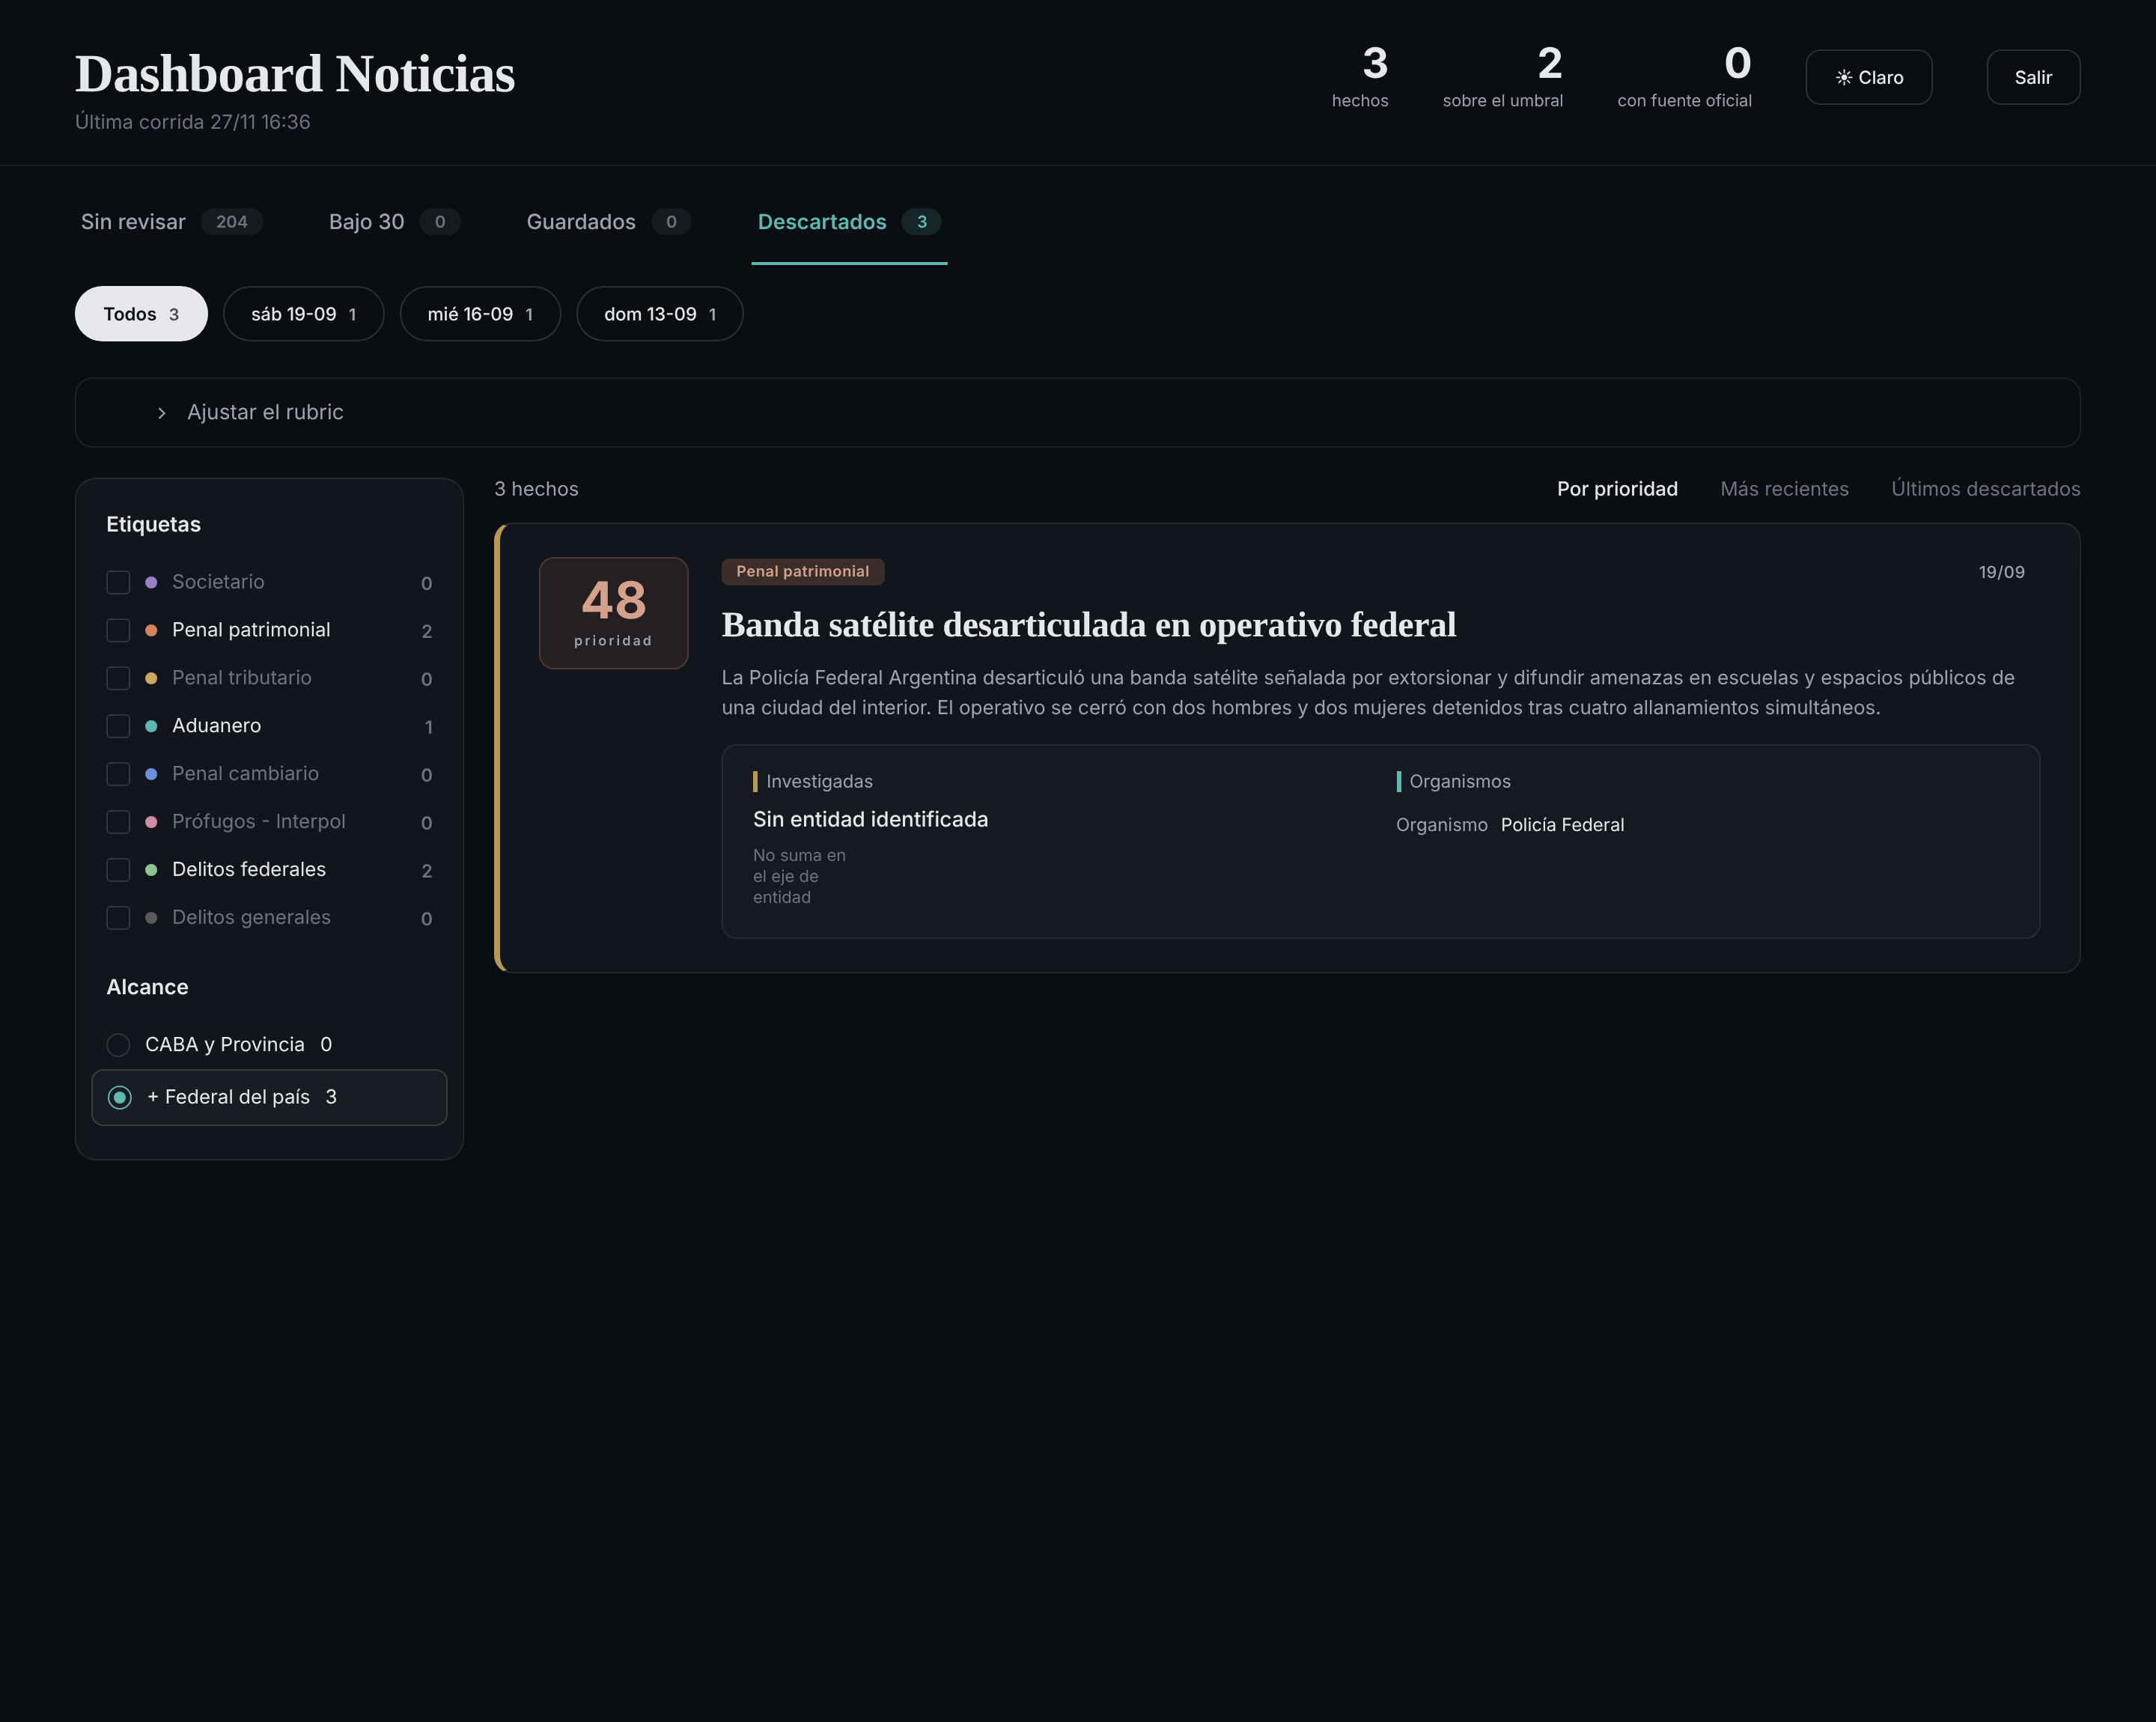 Dashboard Noticias
Última corrida 27/11 16:36
3
hechos
2
sobre el umbral
0
con fuente oficial
☀ Claro
Salir
Sin revisar 204
Bajo 30 0
Guardados 0
Descartados 3
Todos 3
sáb 19-09 1
mié 16-09 1
dom 13-09 1
› Ajustar el rubric
Etiquetas
Societario 0
Penal patrimonial 2
Penal tributario 0
Aduanero 1
Penal cambiario 0
Prófugos - Interpol 0
Delitos federales 2
Delitos generales 0
Alcance
CABA y Provincia 0
+ Federal del país 3
3 hechos
Por prioridad
Más recientes
Últimos descartados
48
prioridad
Penal patrimonial
19/09
Banda satélite desarticulada en operativo federal
La Policía Federal Argentina desarticuló una banda satélite señalada por extorsionar y difundir amenazas en escuelas y espacios públicos de
una ciudad del interior. El operativo se cerró con dos hombres y dos mujeres detenidos tras cuatro allanamientos simultáneos.
Investigadas
Sin entidad identificada
No suma en
el eje de
entidad
Organismos
Organismo Policía Federal